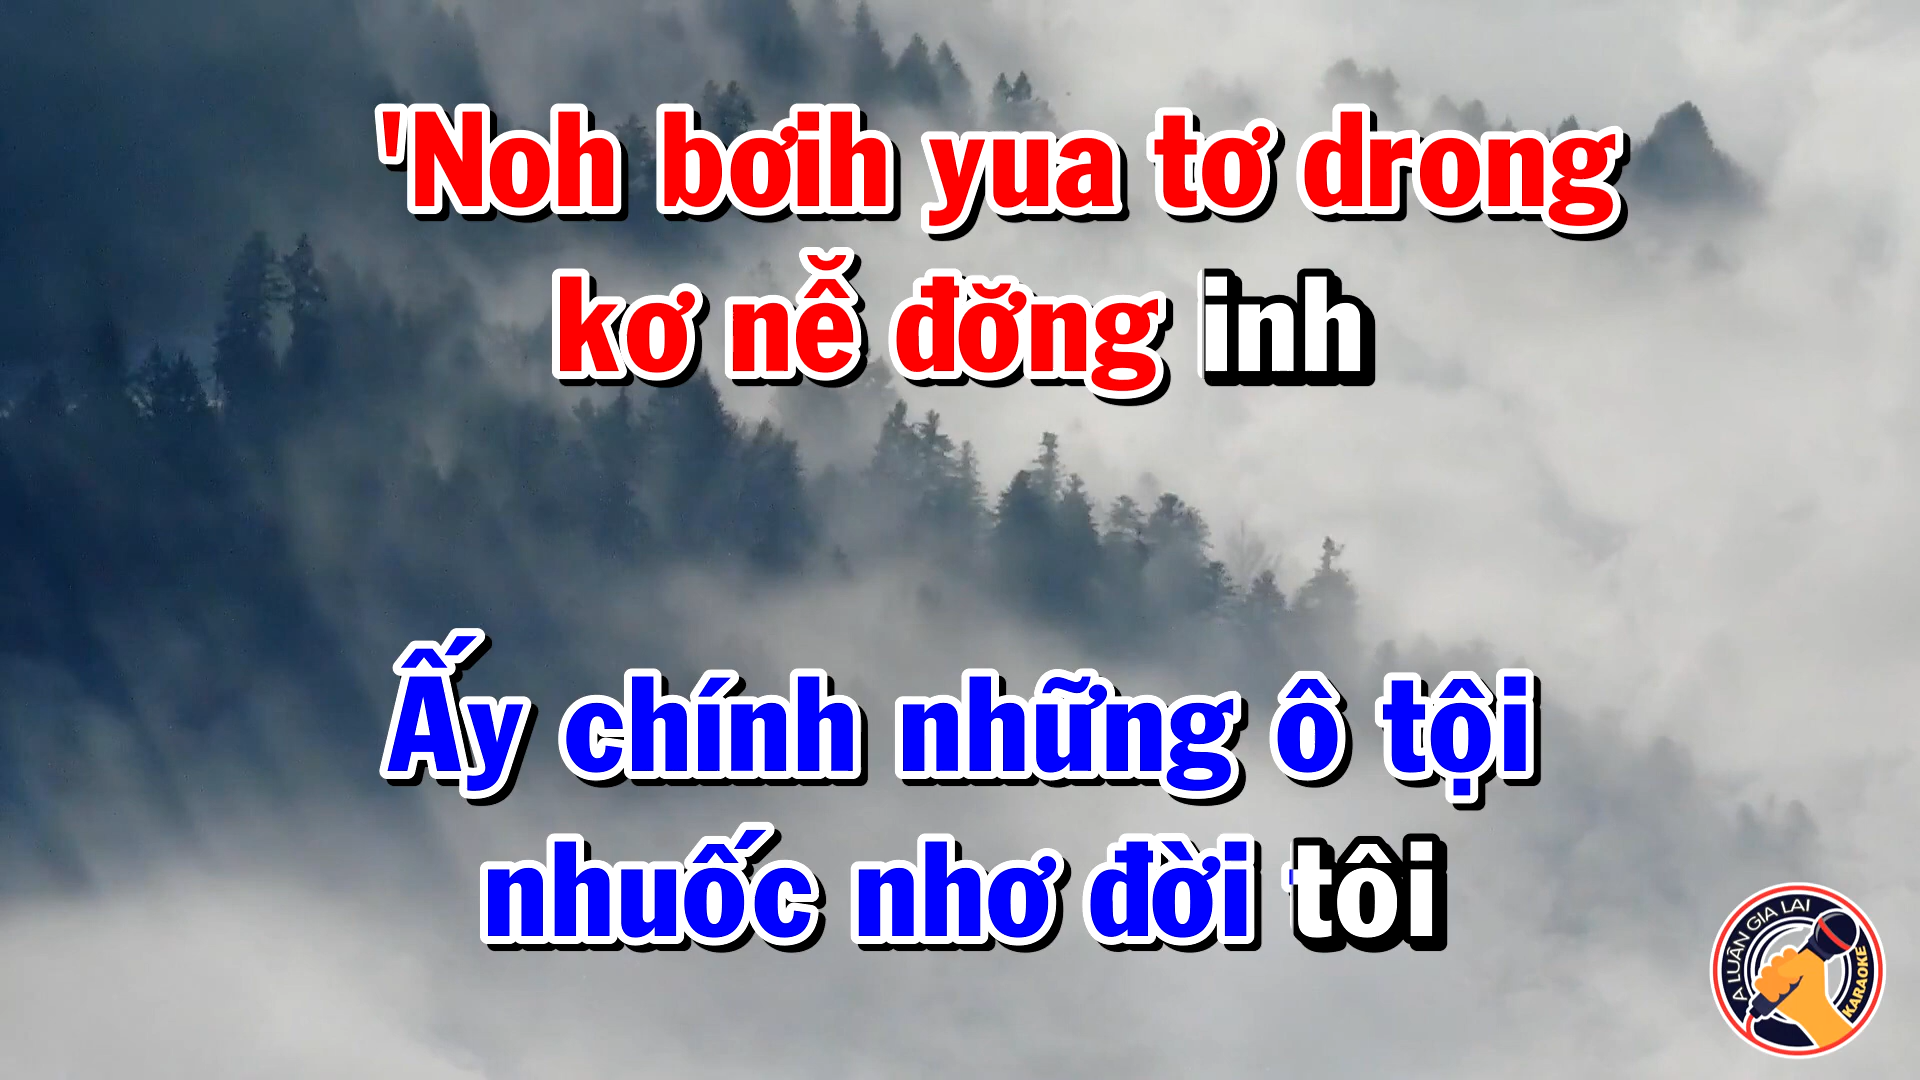 'Noh bơih yua tơ drong
kơ nê̆ đơ̆ng inh
Ấy chính những ô tội
nhuốc nhơ đời tôi
A LUÂN GIA LAI
KARAOKE